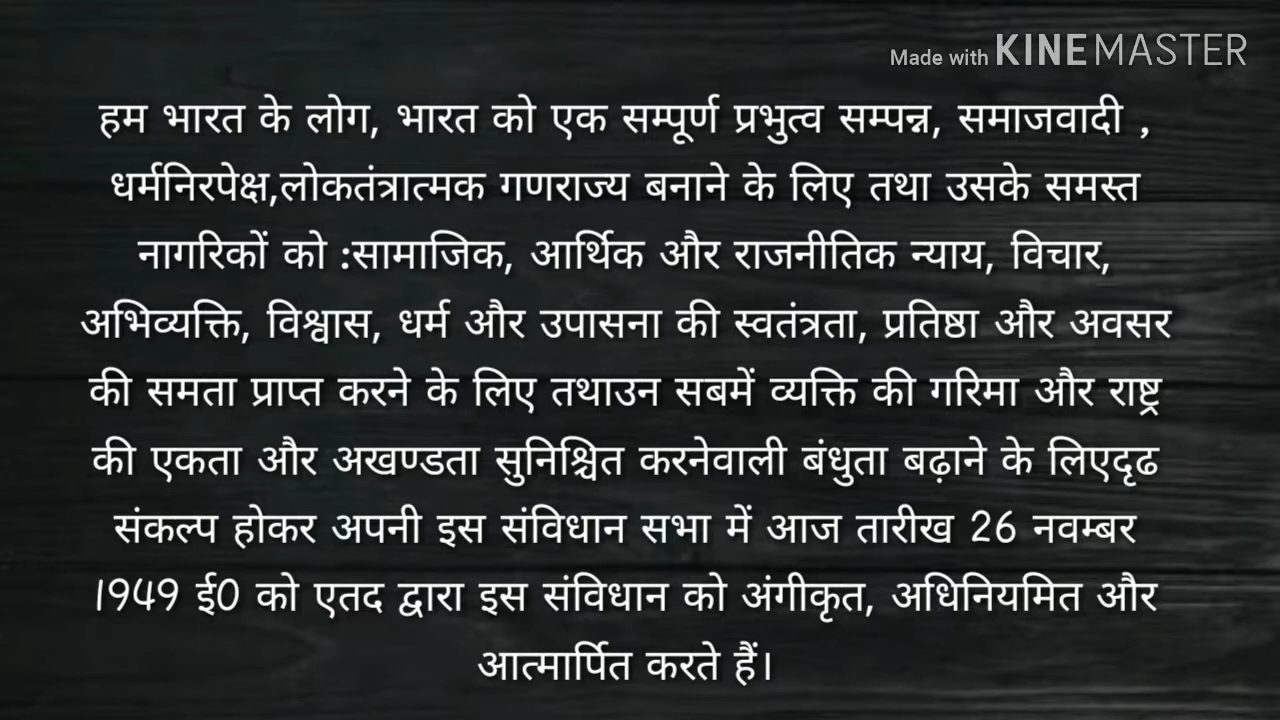 Made with KINEMASTER
हम भारत के लोग, भारत को एक सम्पूर्ण प्रभुत्व सम्पन्न, समाजवादी ,
धर्मनिरपेक्ष,लोकतंत्रात्मक गणराज्य बनाने के लिए तथा उसके समस्त
नागरिकों को :सामाजिक, आर्थिक और राजनीतिक न्याय, विचार,
अभिव्यक्ति, विश्वास, धर्म और उपासना की स्वतंत्रता, प्रतिष्ठा और अवसर
की समता प्राप्त करने के लिए तथाउन सबमें व्यक्ति की गरिमा और राष्ट्र
की एकता और अखण्डता सुनिश्चित करनेवाली बंधुता बढ़ाने के लिएदृढ
संकल्प होकर अपनी इस संविधान सभा में आज तारीख 26 नवम्बर
1949 ई0 को एतद द्वारा इस संविधान को अंगीकृत, अधिनियमित और
आत्मार्पित करते हैं।